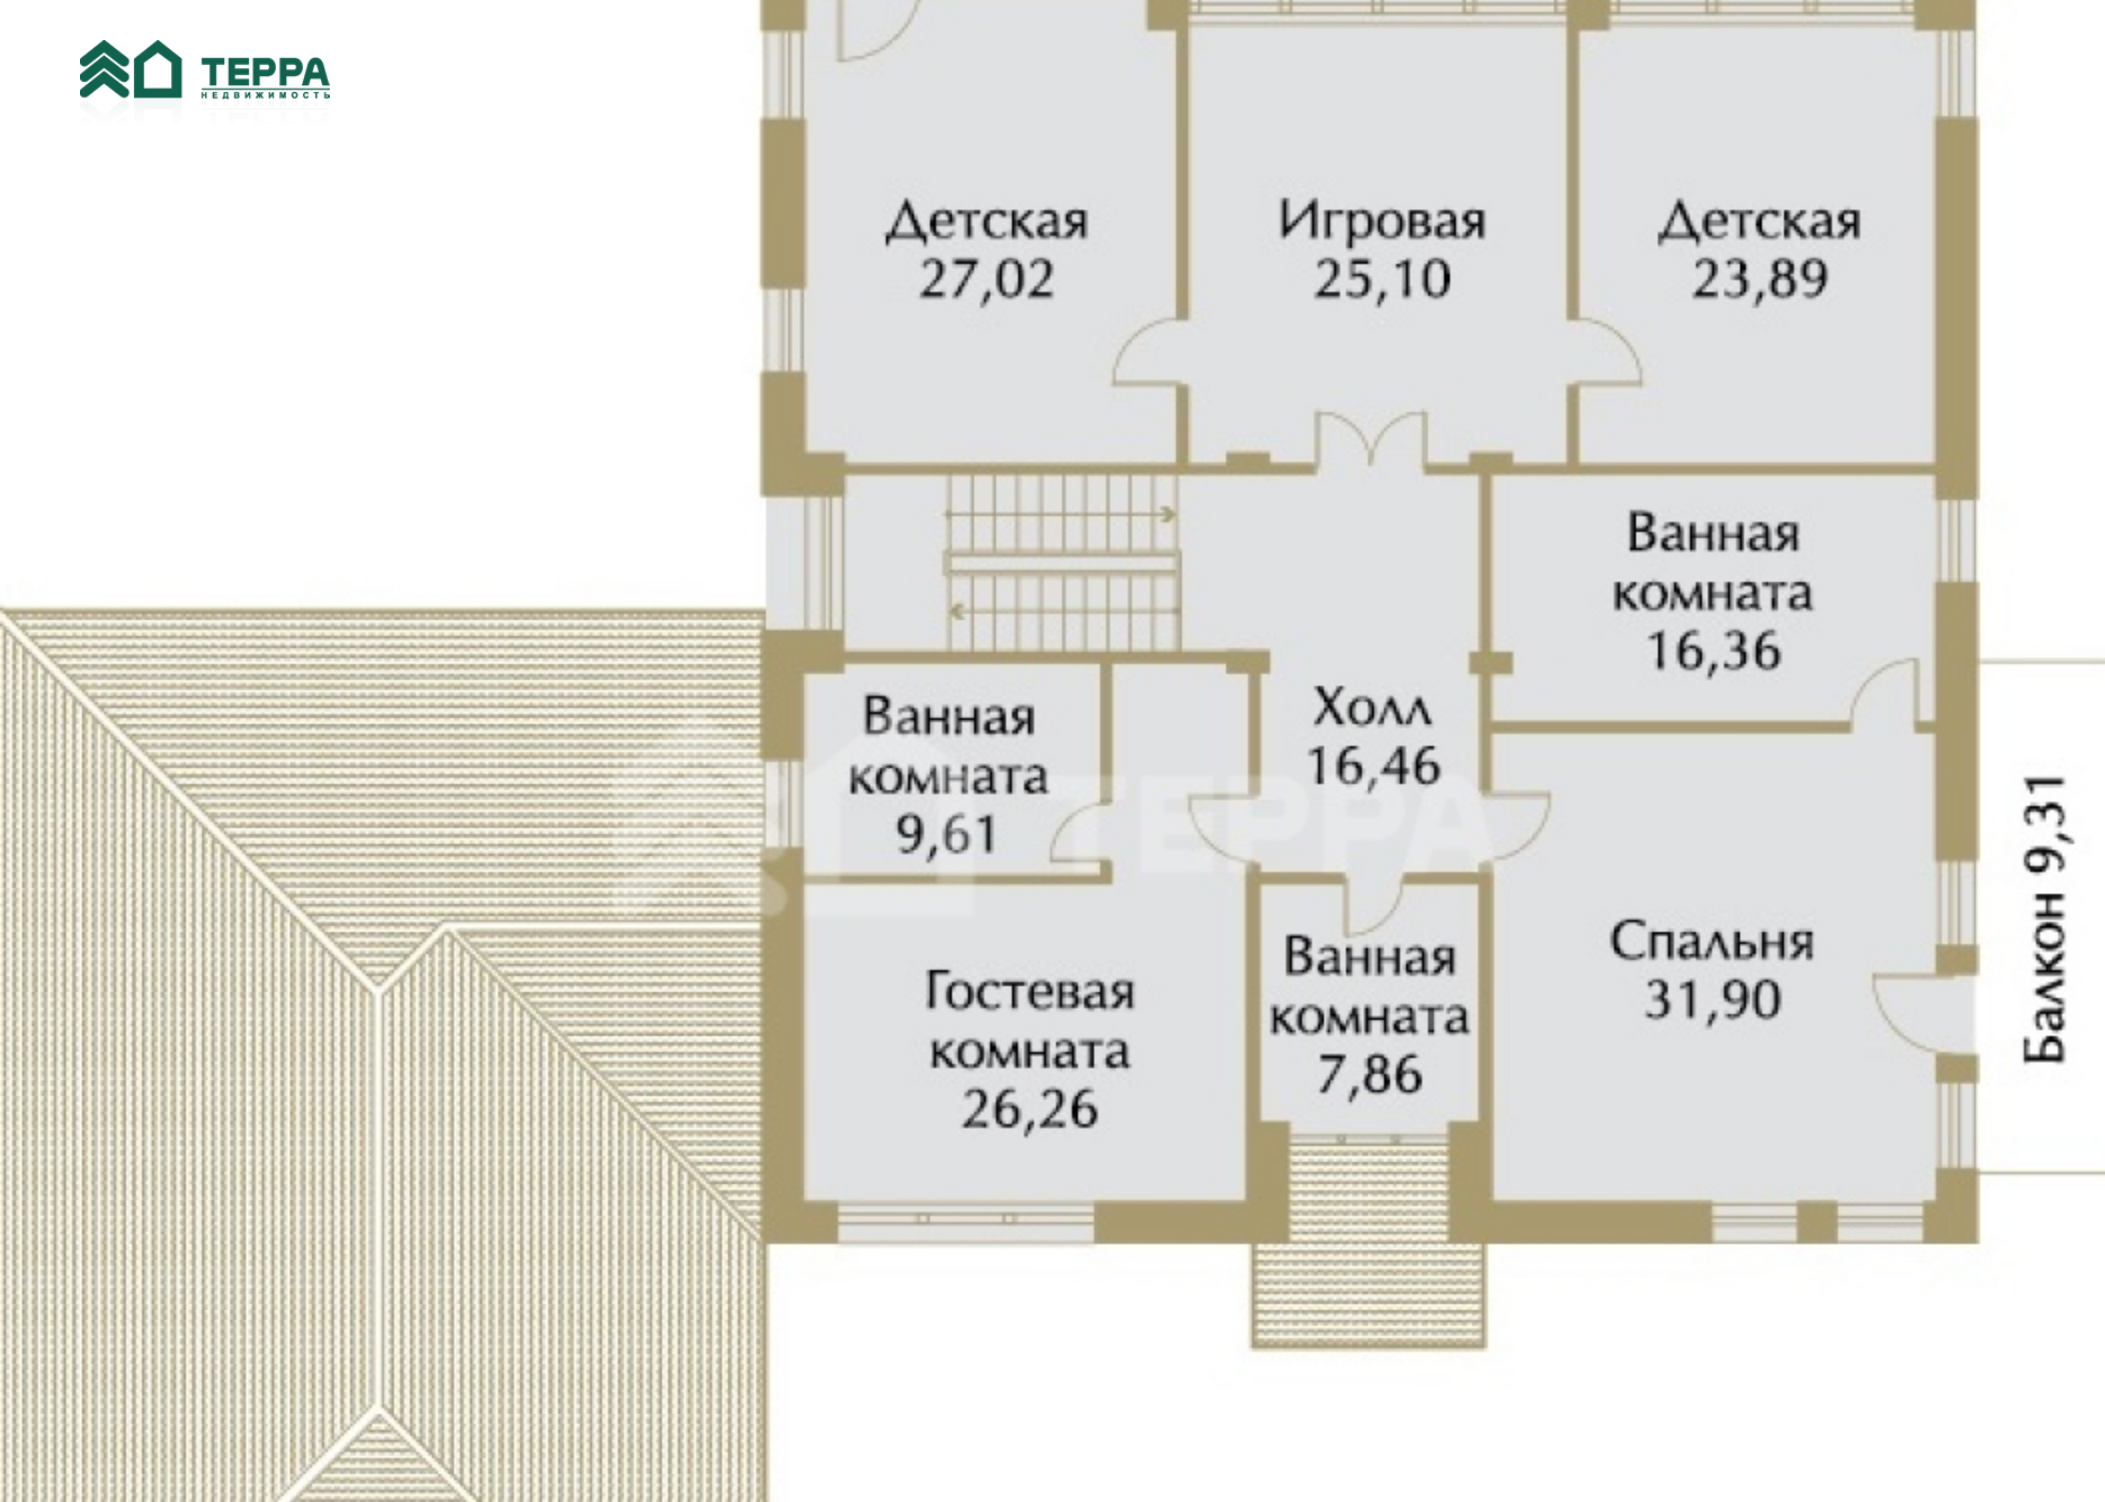 ТЕРРА
НЕДВИЖИМОСТЬ
Детская
27,02
Игровая
25,10
Детская
23,89
Ванная
комната
16,36
Ванная
комната
9,61
Холл
16,46
ТЕРРА
Гостевая
комната
26,26
Ванная
комната
7,86
Спальня
31,90
Балкон 9,31